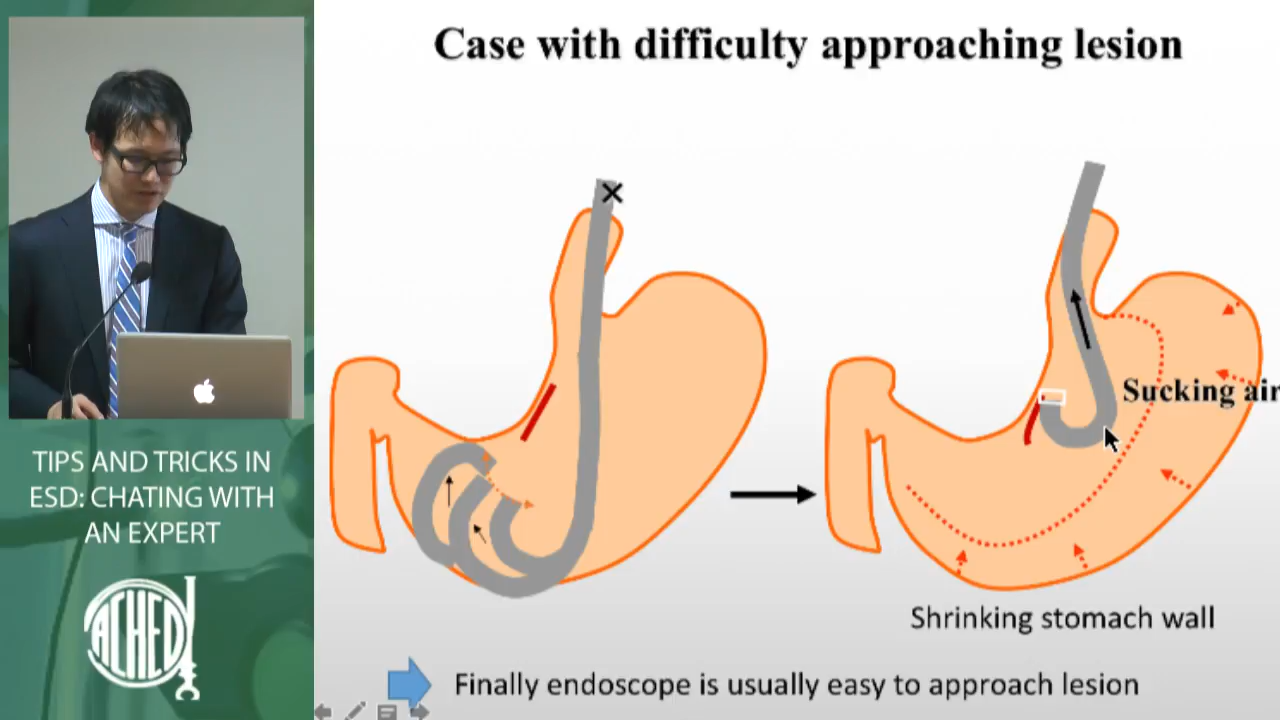 Case with difficulty approaching lesion
Sucking air
Shrinking stomach wall
Finally endoscope is usually easy to approach lesion
TIPS AND TRICKS IN
ESD: CHATING WITH
AN EXPERT
ACHED